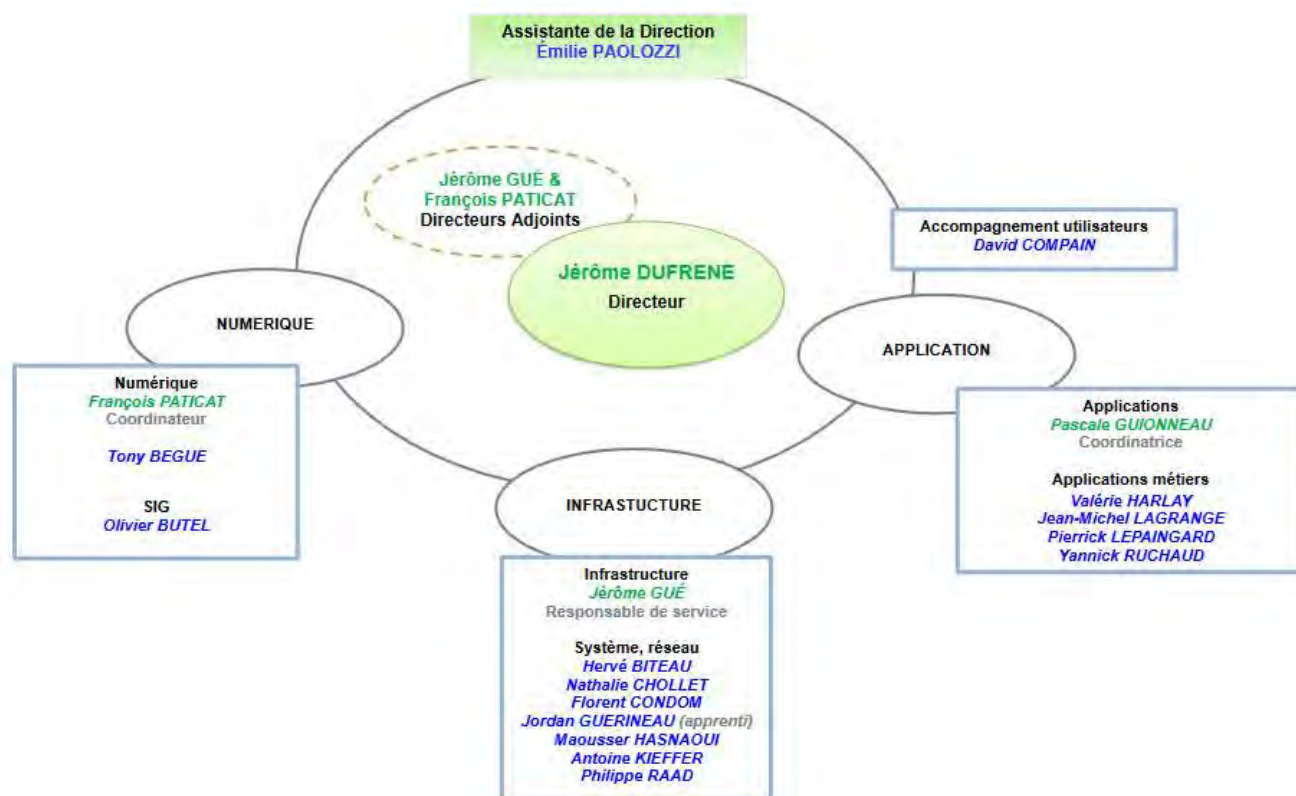 Assistante de la Direction
Émilie PAOLOZZI
Jérôme GUÉ &
François PATICAT
Directeurs Adjoints
Jérôme DUFRENE
Directeur
Accompagnement utilisateurs
David COMPAIN
NUMERIQUE
APPLICATION
Numérique
François PATICAT
Coordinateur
Tony BEGUE
SIG
Olivier BUTEL
Applications
Pascale GUIONNEAU
Coordinatrice
Applications métiers
Valérie HARLAY
Jean-Michel LAGRANGE
Pierrick LEPAINGARD
Yannick RUCHAUD
INFRASTUCTURE
Infrastructure
Jérôme GUÉ
Responsable de service
Système, réseau
Hervé BITEAU
Nathalie CHOLLET
Florent CONDOM
Jordan GUERINEAU (apprenti)
Maousser HASNAOUI
Antoine KIEFFER
Philippe RAAD